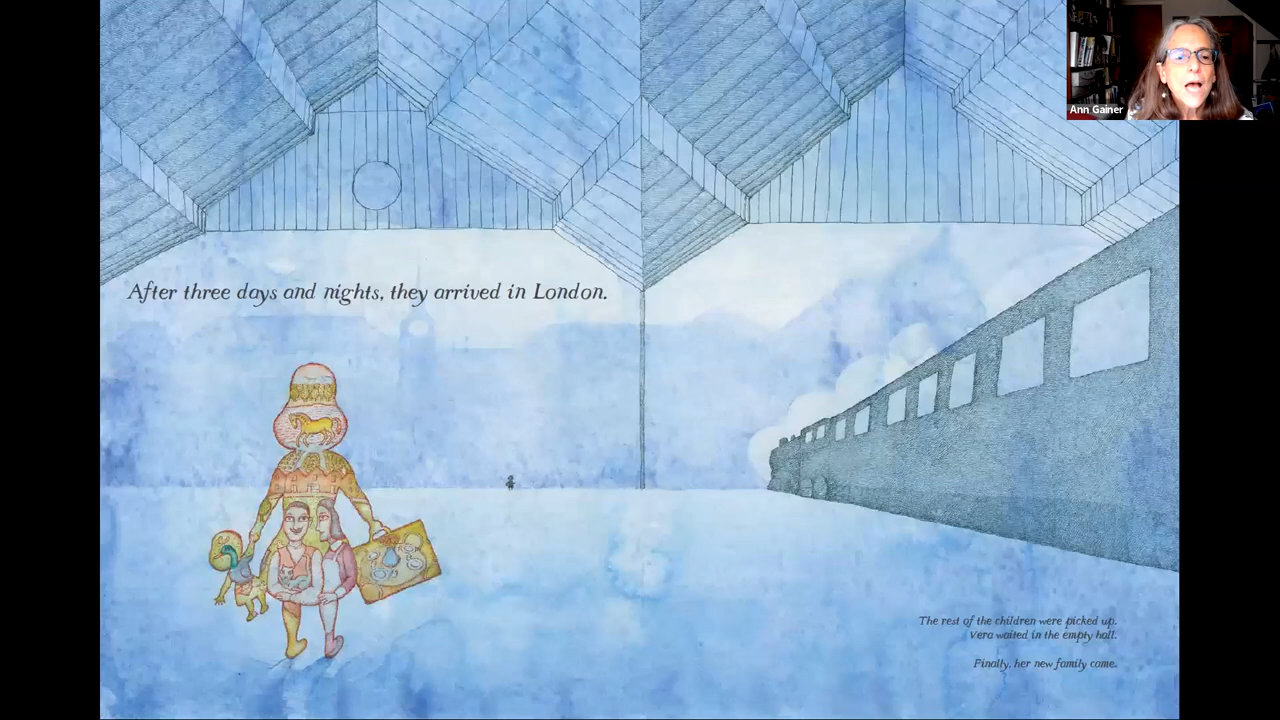 Ann Gainer
After three days and nights, they arrived in London.
The rest of the children were picked up.
Vera waited in the empty hall.
Finally, her new family came.